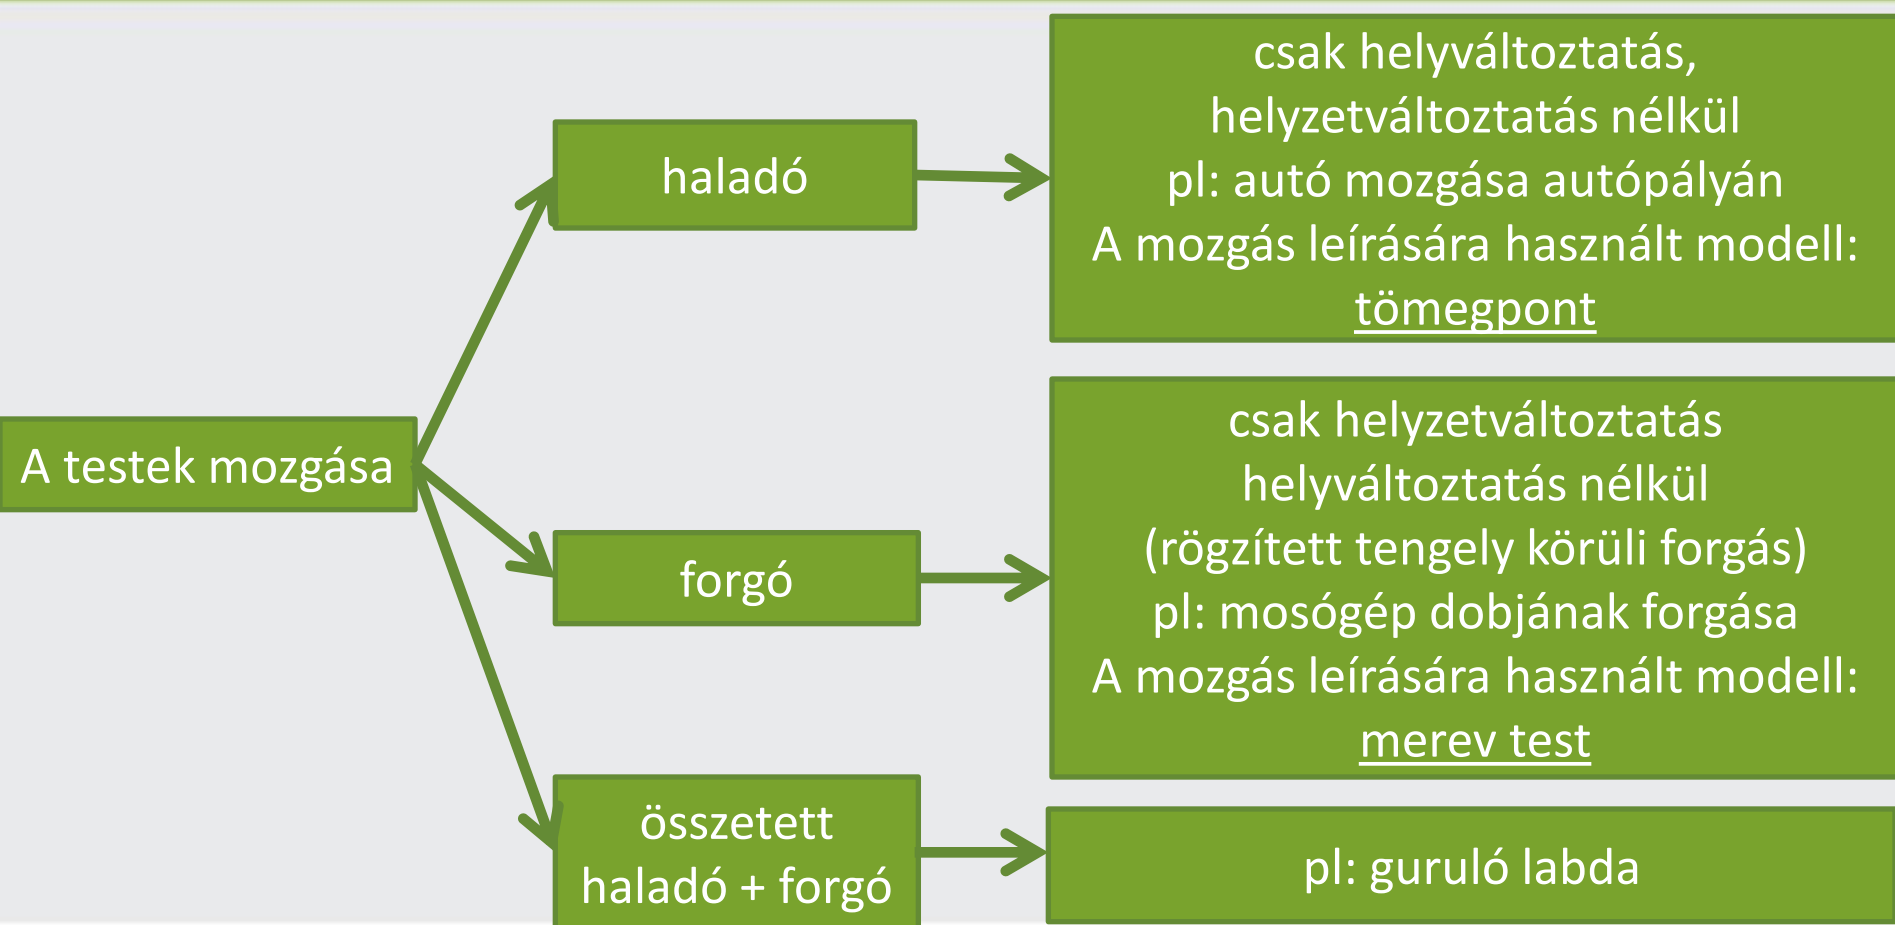 A testek mozgása
haladó
csak helyváltoztatás,
helyzetváltoztatás nélkül
pl: autó mozgása autópályán
A mozgás leírására használt modell:
tömegpont
forgó
csak helyzetváltoztatás
helyváltoztatás nélkül
(rögzített tengely körüli forgás)
pl: mosógép dobjának forgása
A mozgás leírására használt modell:
merev test
összetett
haladó + forgó
pl: guruló labda